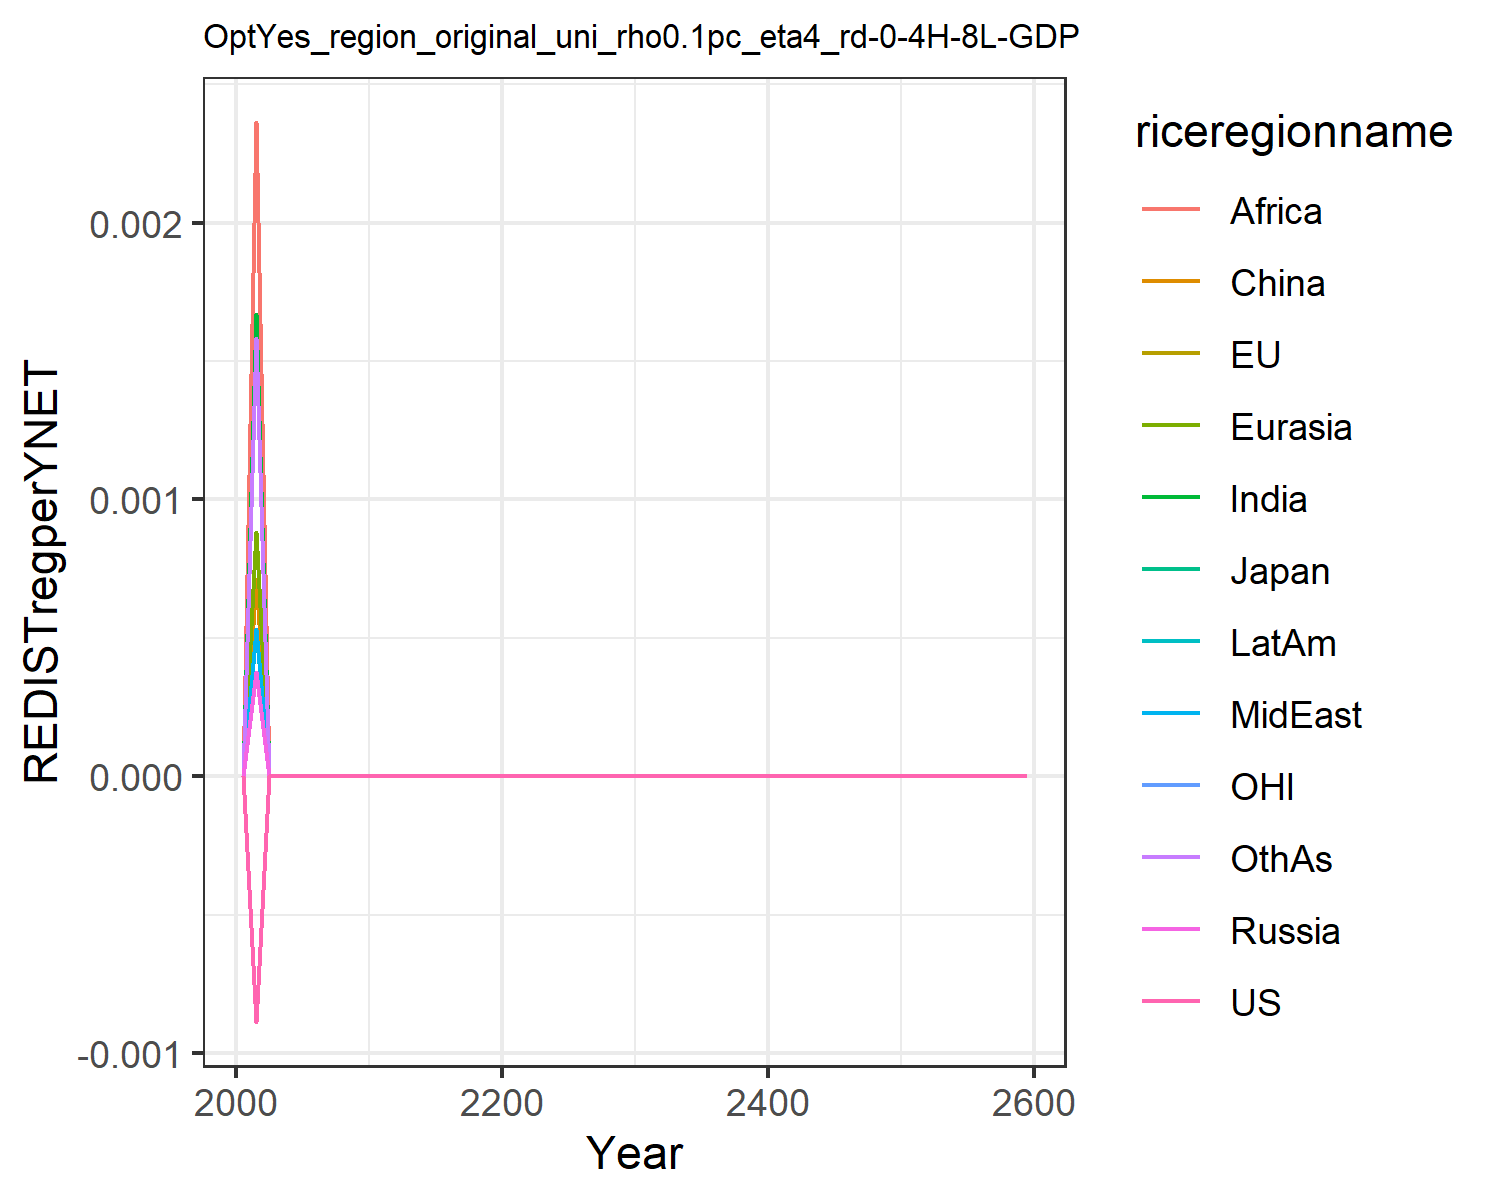 OptYes_region_original_uni_rho0.1pc_eta4_rd-0-4H-8L-GDP
REDISTregperYNET
0.002
0.001
0.000
-0.001
2000 2200 2400 2600
Year
riceregionname
Africa
China
EU
Eurasia
India
Japan
LatAm
MidEast
OHI
OthAs
Russia
US